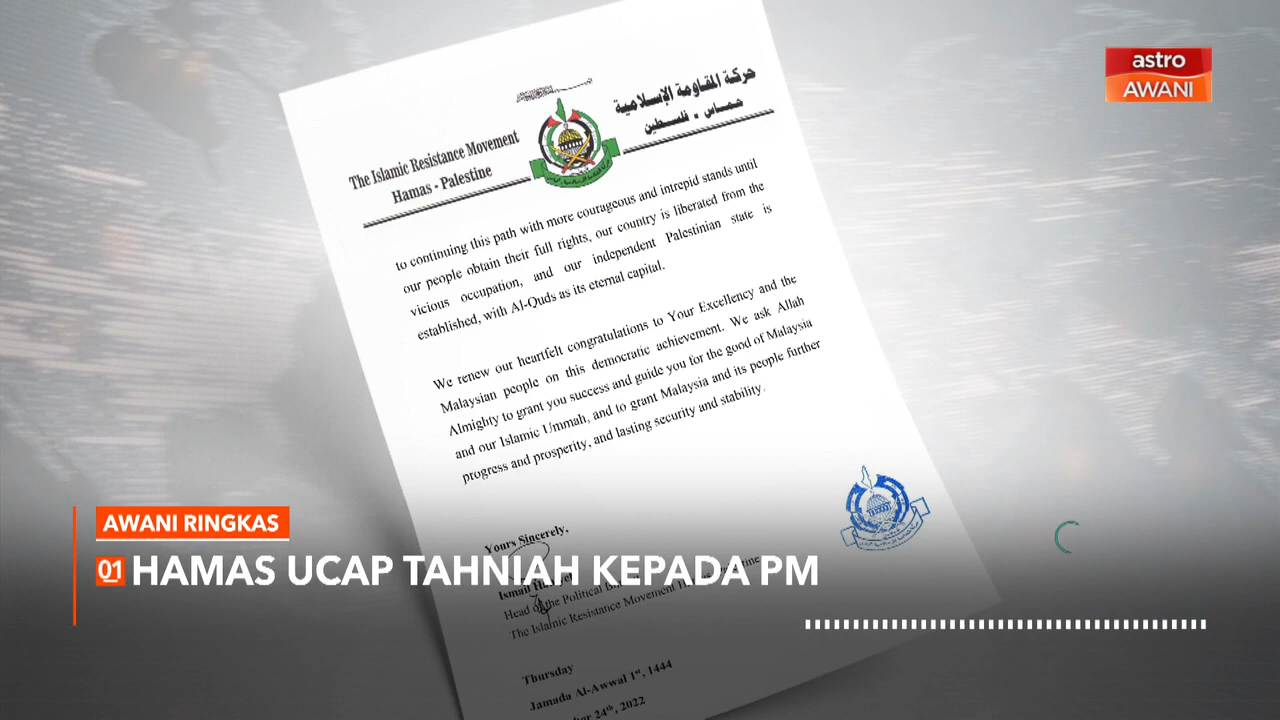 astro
AWANI
حركة المقاومة الإسلامية
حماس - فلسطين
The Islamic Resistance Movement
Hamas - Palestine
to continuing this path with more courageous and intrepid stands until
our people obtain their full rights, our country is liberated from the
vicious occupation, and our independent Palestinian state is
established, with Al-Quds as its eternal capital.
We renew our heartfelt congratulations to Your Excellency and the
Malaysian people on this democratic achievement. We ask Allah
Almighty to grant you success and guide you for the good of Malaysia
and our Islamic Ummah, and to grant Malaysia and its people further
progress and prosperity, and lasting security and stability.
Yours Sincerely,
AWANI RINGKAS
01 HAMAS UCAP TAHNIAH KEPADA PM
Ismail
Head of the Political
The Islamic Resistance Movement
Thursday
Jamada Al-Awwal 1st, 1444
24th, 2022